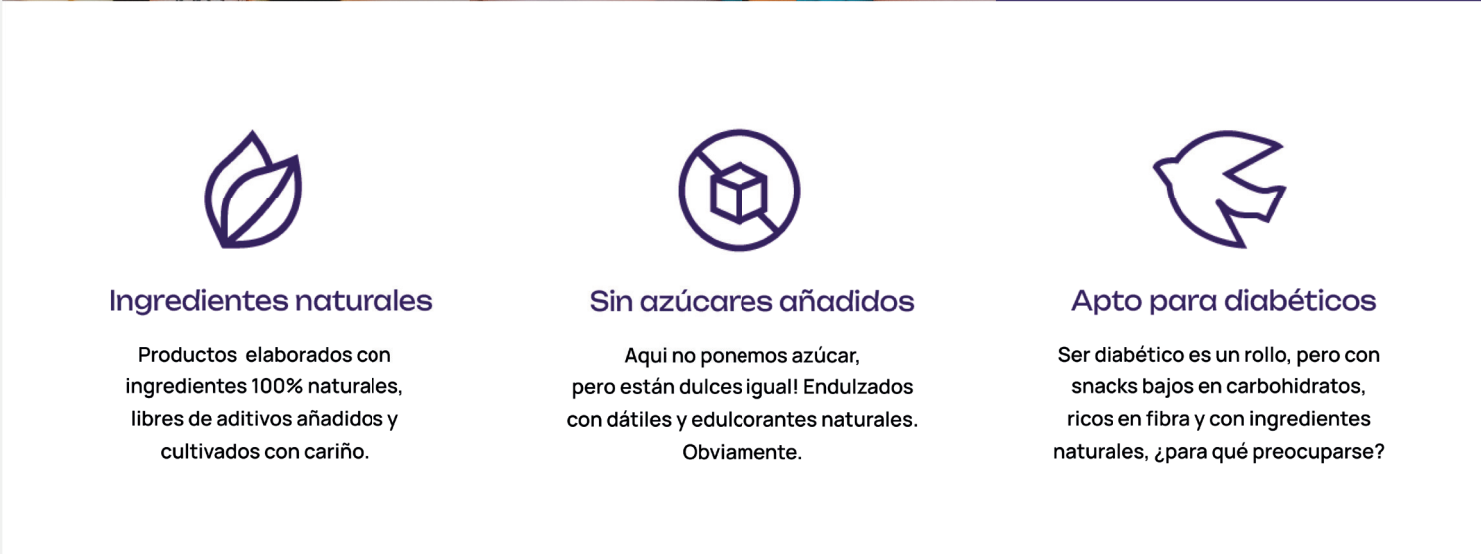 Ingredientes naturales
Productos elaborados con
ingredientes 100% naturales,
libres de aditivos añadidos y
cultivados con cariño.
Sin azúcares añadidos
Aqui no ponemos azúcar,
pero están dulces igual! Endulzados
con dátiles y edulcorantes naturales.
Obviamente.
Apto para diabéticos
Ser diabético es un rollo, pero con
snacks bajos en carbohidratos,
ricos en fibra y con ingredientes
naturales, ¿para qué preocuparse?